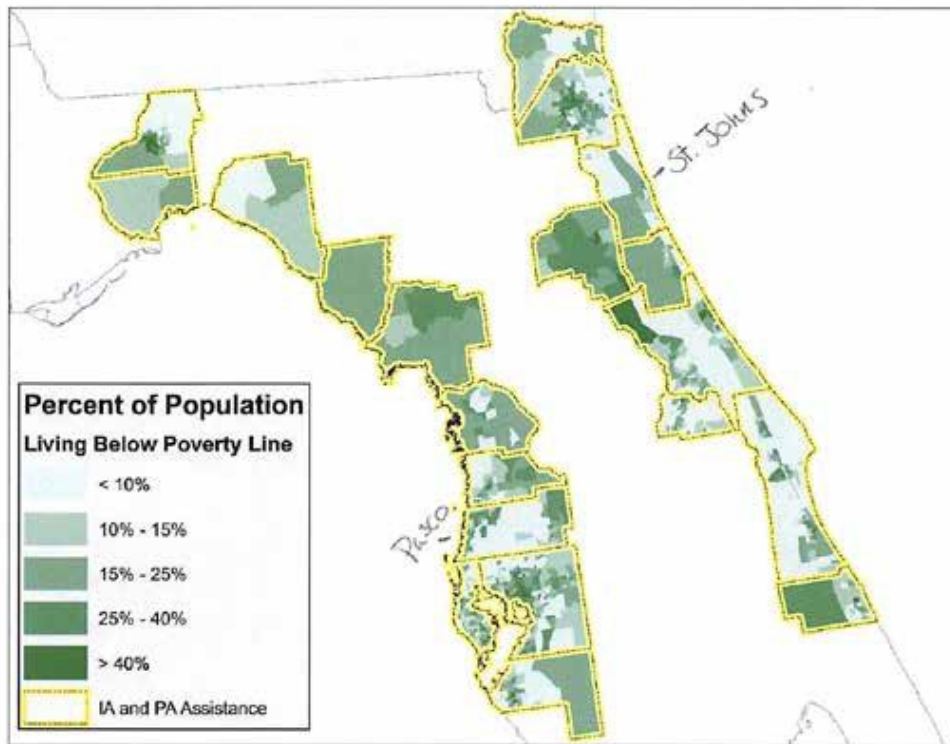 St. Johns
Pasco
Percent of Population
Living Below Poverty Line
< 10%
10% - 15%
15% - 25%
25% - 40%
> 40%
IA and PA Assistance